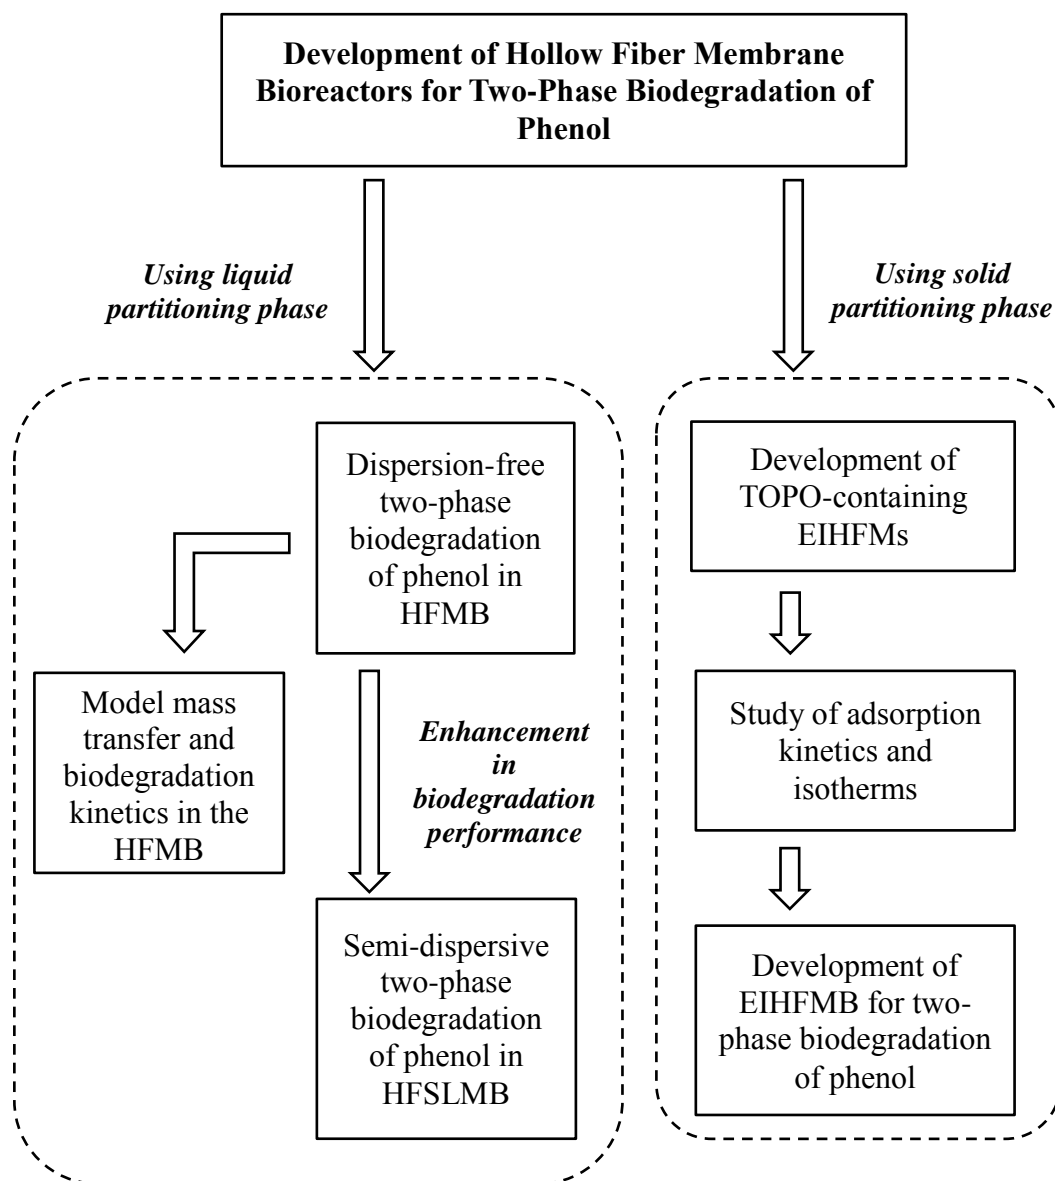 Development of Hollow Fiber Membrane
Bioreactors for Two-Phase Biodegradation of
Phenol
Using liquid
partitioning phase
Using solid
partitioning phase
Dispersion-free
two-phase
biodegradation
of phenol in
HFMB
Model mass
transfer and
biodegradation
kinetics in the
HFMB
Enhancement
in
biodegradation
performance
Semi-dispersive
two-phase
biodegradation
of phenol in
HFSLMB
Development of
TOPO-containing
EIHFMs
Study of adsorption
kinetics and
isotherms
Development of
EIHFMB for two-
phase biodegradation
of phenol